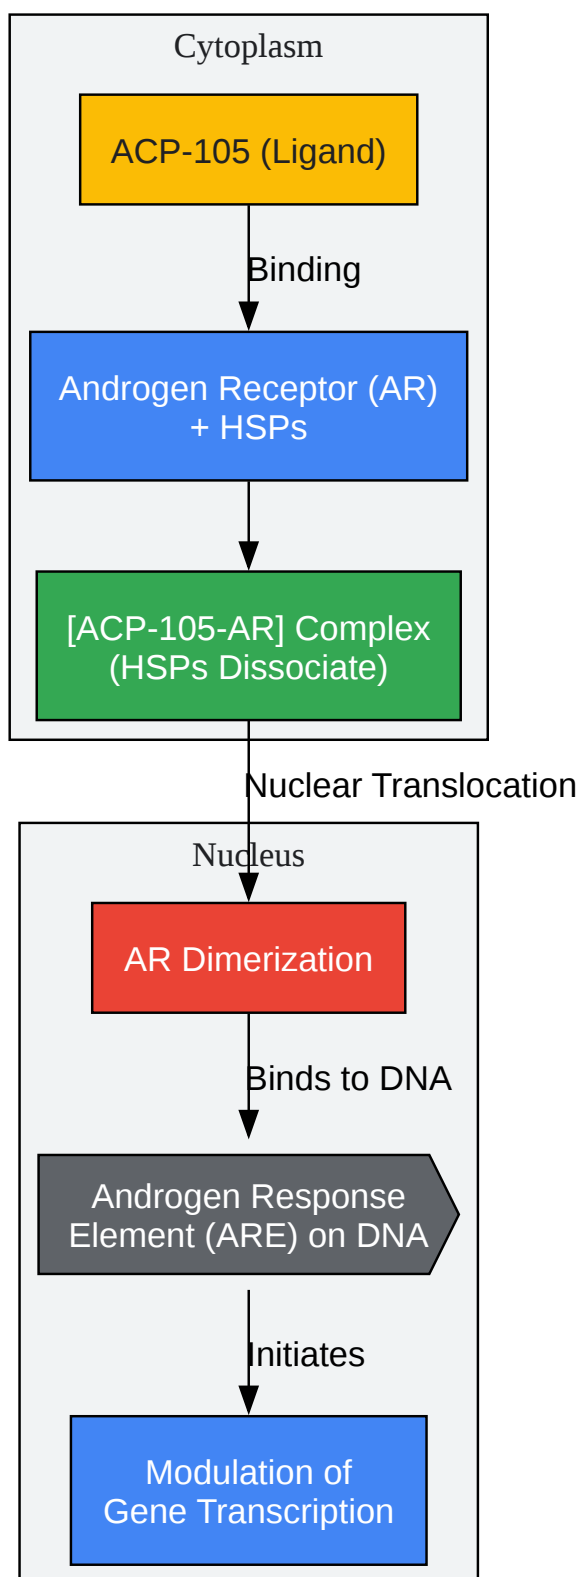 Cytoplasm
ACP-105 (Ligand)
Binding
Androgen Receptor (AR)
+ HSPs
[ACP-105-AR] Complex
(HSPs Dissociate)
Nuclear Translocation
Nucleus
AR Dimerization
Binds to DNA
Androgen Response
Element (ARE) on DNA
Initiates
Modulation of
Gene Transcription